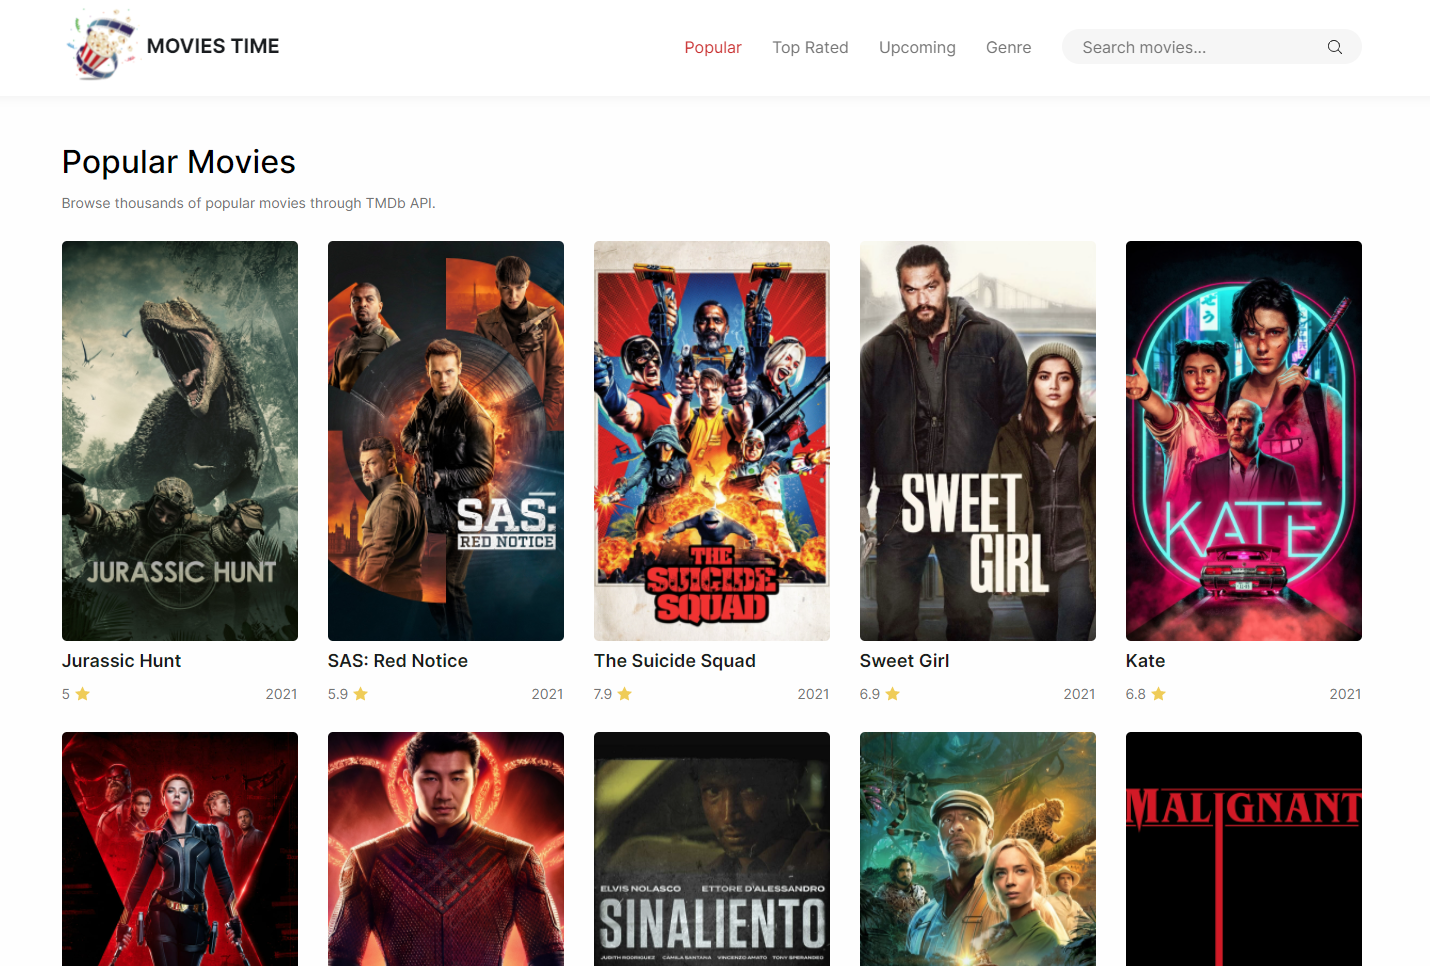 MOVIES TIME
Popular
Top Rated
Upcoming
Genre
Search movies...
Popular Movies
Browse thousands of popular movies through TMDb API.
JURASSIC HUNT
SAS:
RED NOTICE
THE
SUICIDE
SQUAD
SWEET
GIRL
KATE
Jurassic Hunt
SAS: Red Notice
The Suicide Squad
Sweet Girl
Kate
5
2021
5.9
2021
7.9
2021
6.9
2021
6.8
2021
ELVIS NOLASCO
ETTORE D'ALESSANDRO
SINALIENTO
JUDITH RODRIGUEZ CAMILA SANTANA VINCENZO AMATO TONY SPERANDEO
MALIGNANT